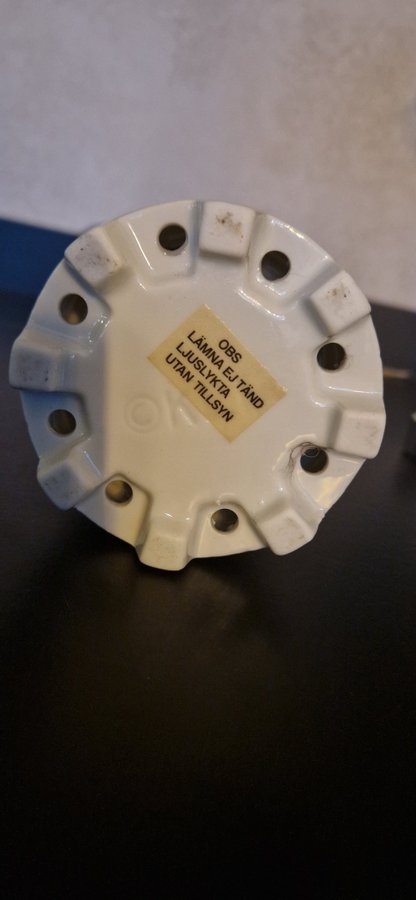 OBS
LÄMNA EJ TÄND
LJUSLYKTA
UTAN TILLSYN